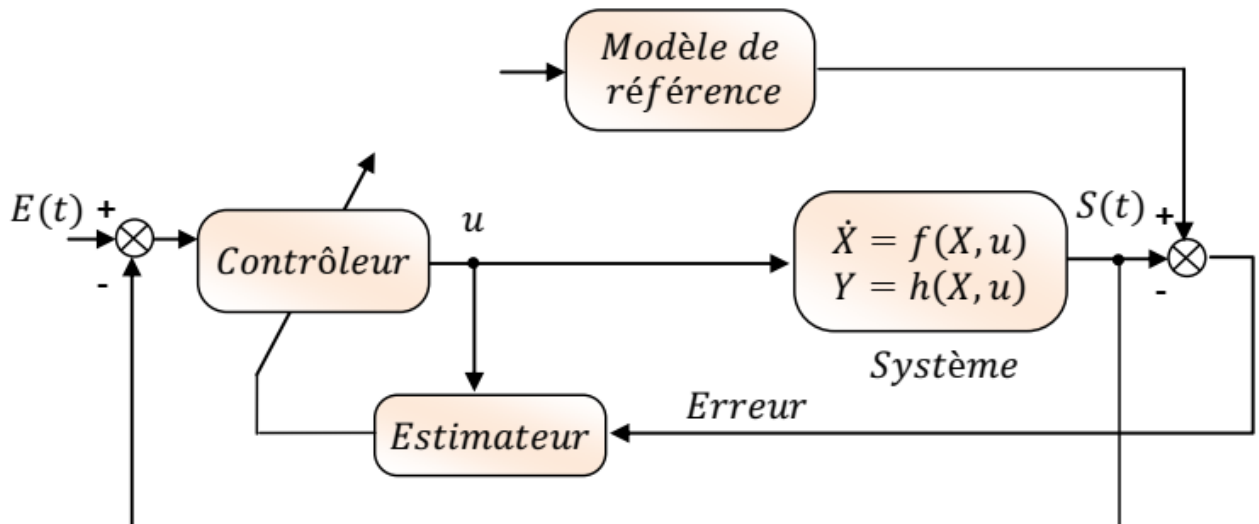 Modèle de
référence
E(t) +
-
Contrôleur
u
Ẋ = f(X, u)
Y = h(X, u)
Système
S(t) +
-
Erreur
Estimateur